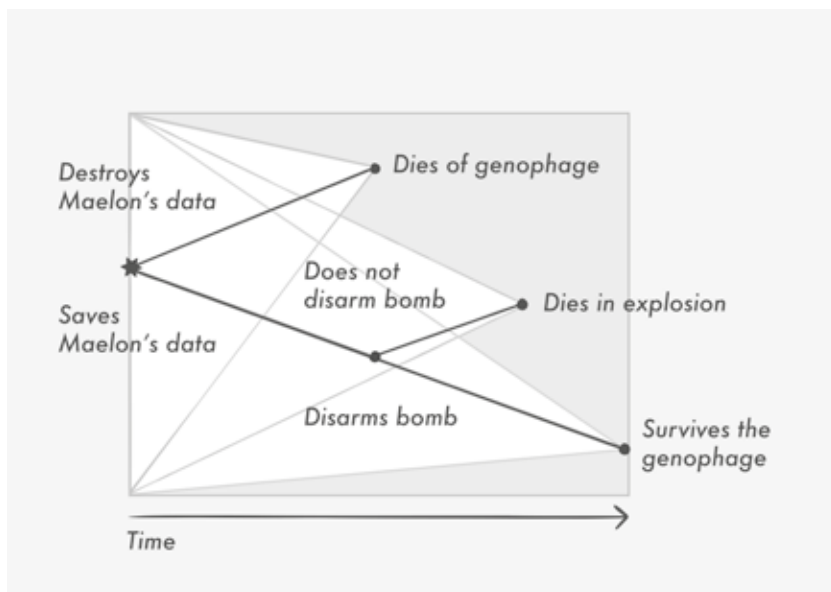 Destroys
Maelon's data
Dies of genophage
Does not
disarm bomb
Dies in explosion
Saves
Maelon's data
Disarms bomb
Survives the
genophage
Time